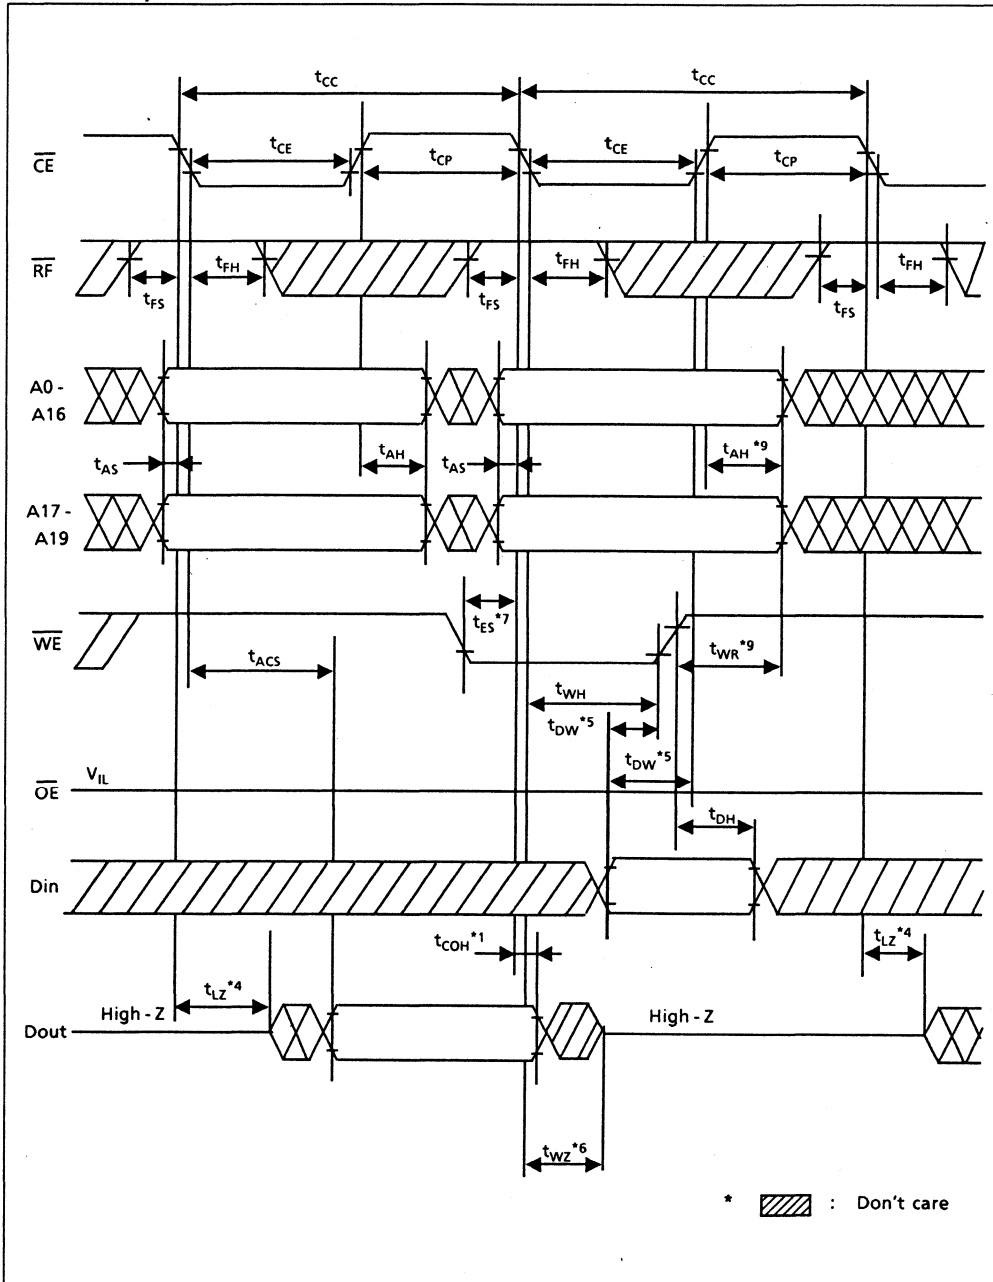 tCC
tCC
CE
tCE
tCP
tCE
tCP
RF
tFS
tFH
tFS
tFH
tFS
tFH
A0 -
A16
tAS
tAH
tAS
tAH*9
A17 -
A19
WE
tES*7
tACS
tWR*9
tWH
tDW*5
tDW*5
OE
VIL
tDH
Din
tCOH*1
tLZ*4
tLZ*4
Dout
High - Z
High - Z
tWZ*6
* : Don't care